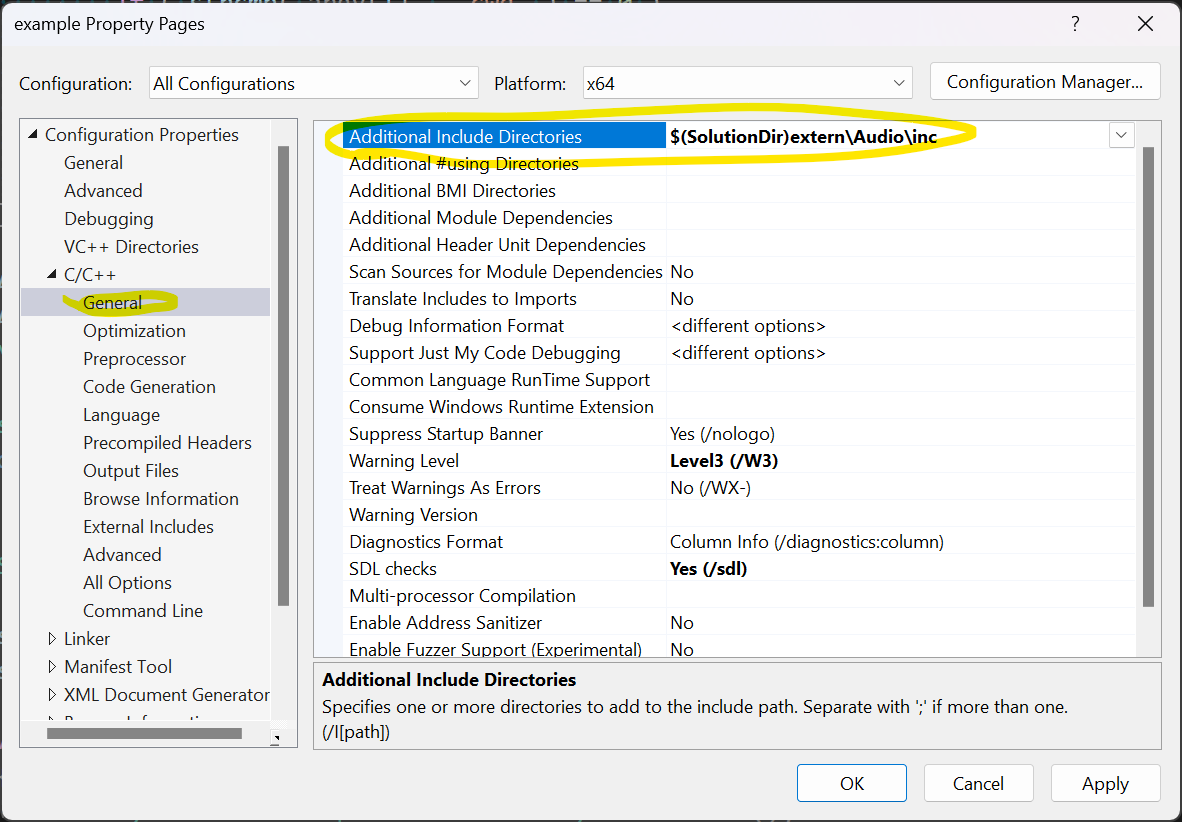 example Property Pages
?
Configuration: All Configurations Platform: x64 Configuration Manager...
Configuration Properties
General
Advanced
Debugging
VC++ Directories
C/C++
General
Optimization
Preprocessor
Code Generation
Language
Precompiled Headers
Output Files
Browse Information
External Includes
Advanced
All Options
Command Line
Linker
Manifest Tool
XML Document Generator
Additional Include Directories $(SolutionDir)extern\Audio\inc
Additional #using Directories
Additional BMI Directories
Additional Module Dependencies
Additional Header Unit Dependencies
Scan Sources for Module Dependencies No
Translate Includes to Imports No
Debug Information Format <different options>
Support Just My Code Debugging <different options>
Common Language RunTime Support
Consume Windows Runtime Extension
Suppress Startup Banner Yes (/nologo)
Warning Level Level3 (/W3)
Treat Warnings As Errors No (/WX-)
Warning Version
Diagnostics Format Column Info (/diagnostics:column)
SDL checks Yes (/sdl)
Multi-processor Compilation
Enable Address Sanitizer No
Enable Fuzzer Support (Experimental) No
Additional Include Directories
Specifies one or more directories to add to the include path. Separate with ';' if more than one.
(/I[path])
OK Cancel Apply